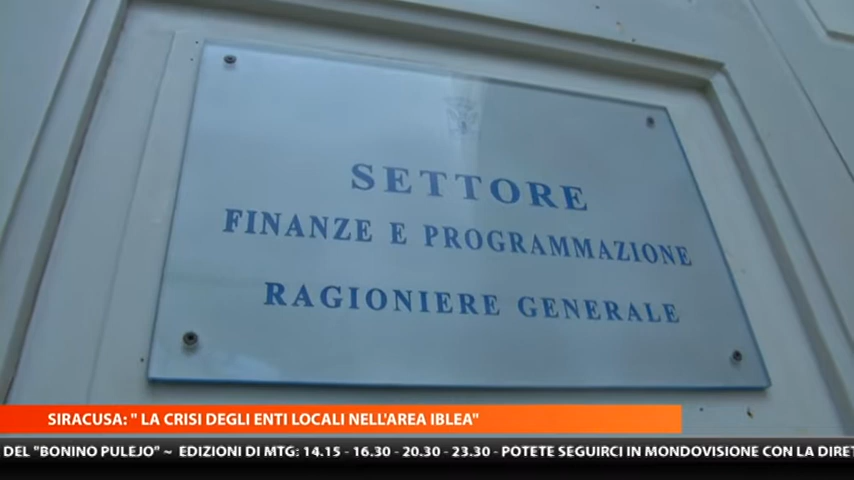 SETTORE
FINANZE E PROGRAMMAZIONE
RAGIONIERE GENERALE
SIRACUSA: " LA CRISI DEGLI ENTI LOCALI NELL'AREA IBLEA"
DEL "BONINO PULEJO" ~ EDIZIONI DI MTG: 14.15 - 16.30 - 20.30 - 23.30 - POTETE SEGUIRCI IN MONDOVISIONE CON LA DIRET